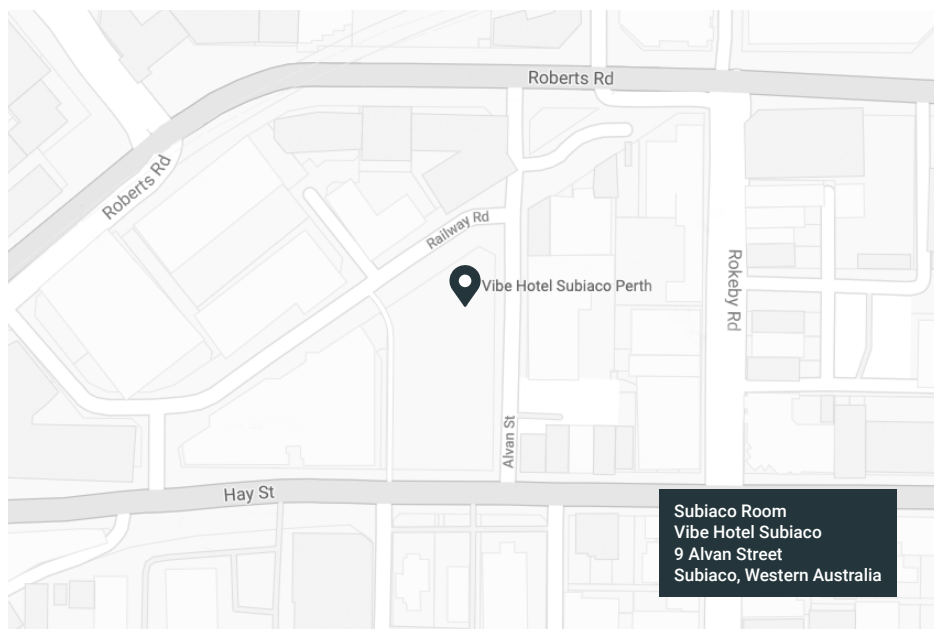 Roberts Rd
Roberts Rd
Railway Rd
Vibe Hotel Subiaco Perth
Rokeby Rd
Alvan St
Hay St
Subiaco Room
Vibe Hotel Subiaco
9 Alvan Street
Subiaco, Western Australia